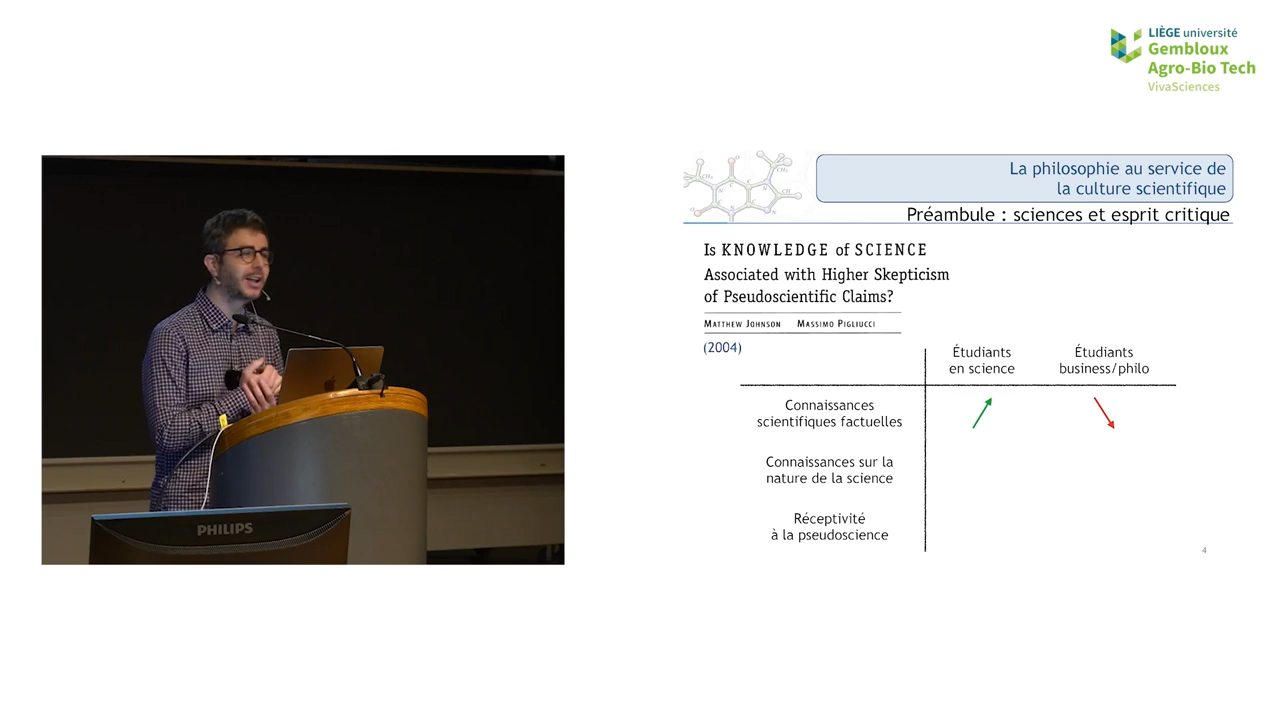 LIÈGE université
Gembloux
Agro-Bio Tech
VivaSciences
La philosophie au service de
la culture scientifique
Préambule : sciences et esprit critique
Is KNOWLEDGE of SCIENCE
Associated with Higher Skepticism
of Pseudoscientific Claims?
MATTHEW JOHNSON MASSIMO PIGLIUCCI
(2004)
Étudiants
en science
Étudiants
business/philo
Connaissances
scientifiques factuelles
Connaissances sur la
nature de la science
Réceptivité
à la pseudoscience
4
PHILIPS